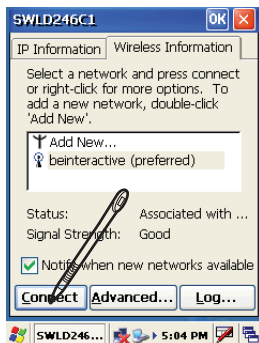 SWLD246C1 OK
IP Information Wireless Information
Select a network and press connect
or right-click for more options. To
add a new network, double-click
'Add New'.
Add New...
beinteractive (preferred)
Status: Associated with ...
Signal Strength: Good
Notify when new networks available
Connect Advanced... Log...
SWLD246... 5:04 PM